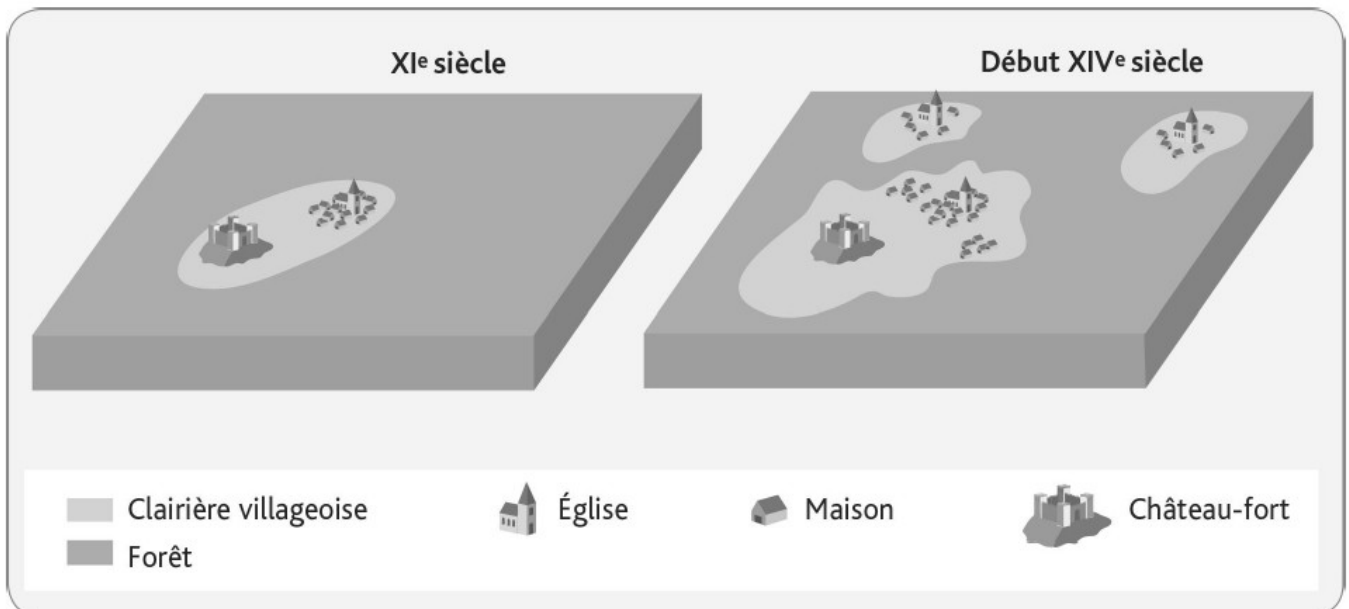 XIe siècle
Début XIVe siècle
Clairière villageoise
Église
Maison
Château-fort
Forêt